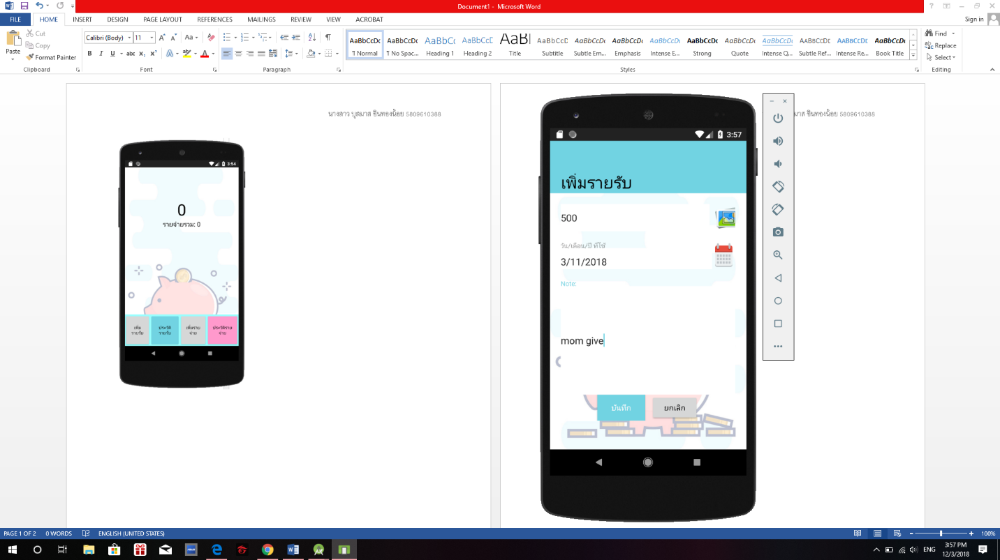 Document1 - Microsoft Word
?
Sign in
FILE HOME INSERT DESIGN PAGE LAYOUT REFERENCES MAILINGS REVIEW VIEW ACROBAT
Paste
Cut
Copy
Format Painter
Clipboard
Calibri (Body) 11
Font
Paragraph
AaBbCcDc AaBbCcDc AaBbCc AaBbCcD AaBl AaBbCcD AaBbCcDc AaBbCcDc AaBbCcDc AaBbCcDc AaBbCcDc AaBbCcDc AABBCCDC AABBCCDC AaBbCcDc
¶ Normal ¶ No Spac... Heading 1 Heading 2 Title Subtitle Subtle Em... Emphasis Intense E... Strong Quote Intense Q... Subtle Ref... Intense Re... Book Title
Styles
Find
Replace
Select
Editing
นางสาว บุสมาส ชินทองน้อย 5809610388
3:54
0
รายจ่ายรวม: 0
เพิ่ม
รายรับ
ประวัติ
รายรับ
เพิ่มราย
จ่าย
ประวัติราย
จ่าย
มาส ชินทองน้อย 5809610388
3:57
เพิ่มรายรับ
500
วัน/เดือน/ปี ที่ใช้
3/11/2018
Note:
mom give
บันทึก
ยกเลิก
PAGE 1 OF 2 0 WORDS ENGLISH (UNITED STATES)
100%
ENG
3:57 PM
12/3/2018